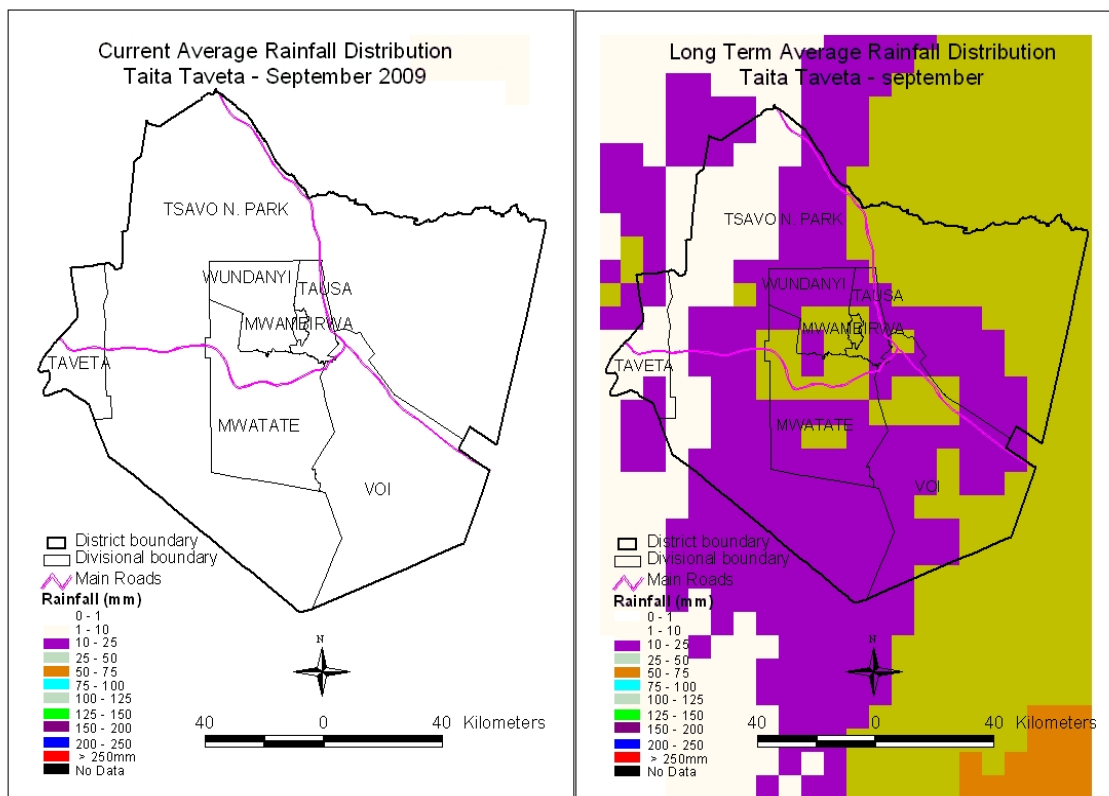 Current Average Rainfall Distribution
Taita Taveta - September 2009
TSAVO N. PARK
WUNDANYI
TAUSA
MWAMBIRWA
TAVETA
MWATATE
VOI
District boundary
Divisional boundary
Main Roads
Rainfall (mm)
0 - 1
1 - 10
10 - 25
25 - 50
50 - 75
75 - 100
100 - 125
125 - 150
150 - 200
200 - 250
> 250mm
No Data
N
40 0 40 Kilometers
Long Term Average Rainfall Distribution
Taita Taveta - september
TSAVO N. PARK
WUNDANYI
TAUSA
MWAMBIRWA
TAVETA
MWATATE
VOI
District boundary
Divisional boundary
Main Roads
Rainfall (mm)
0 - 1
1 - 10
10 - 25
25 - 50
50 - 75
75 - 100
100 - 125
125 - 150
150 - 200
200 - 250
> 250mm
No Data
N
40 0 40 Kilometers